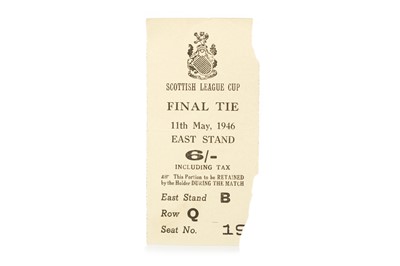 SCOTTISH LEAGUE CUP
FINAL TIE
11th May, 1946
EAST STAND
6/-
INCLUDING TAX
This Portion to be RETAINED
by the Holder DURING THE MATCH
East Stand B
Row Q
Seat No. 19